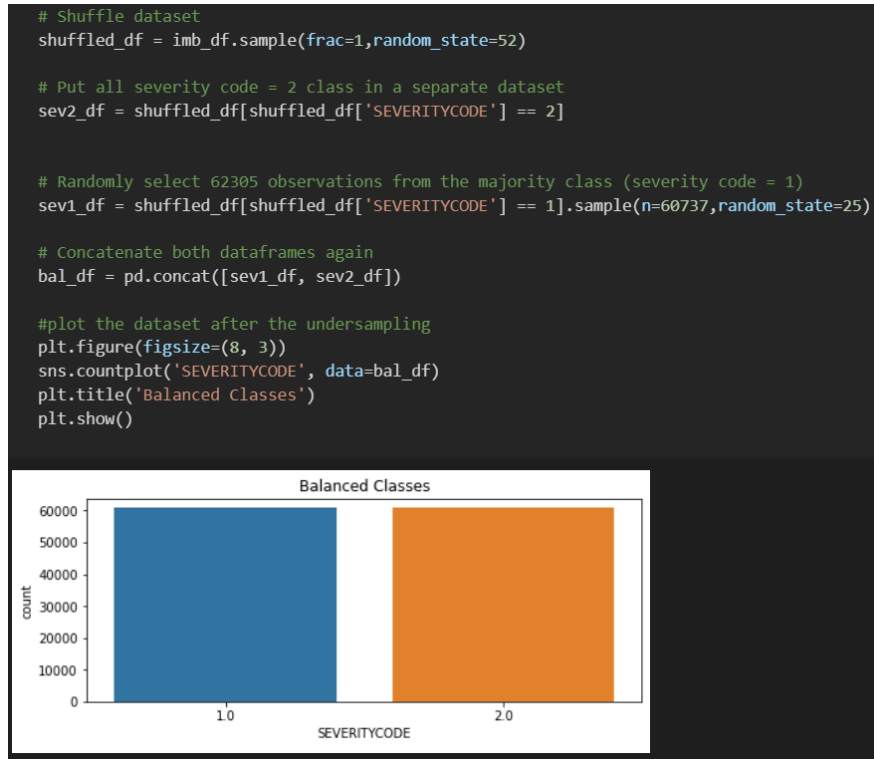 # Shuffle dataset
shuffled_df = imb_df.sample(frac=1,random_state=52)
# Put all severity code = 2 class in a separate dataset
sev2_df = shuffled_df[shuffled_df['SEVERITYCODE'] == 2]
# Randomly select 62305 observations from the majority class (severity code = 1)
sev1_df = shuffled_df[shuffled_df['SEVERITYCODE'] == 1].sample(n=60737,random_state=25)
# Concatenate both dataframes again
bal_df = pd.concat([sev1_df, sev2_df])
#plot the dataset after the undersampling
plt.figure(figsize=(8, 3))
sns.countplot('SEVERITYCODE', data=bal_df)
plt.title('Balanced Classes')
plt.show()
Balanced Classes
60000
50000
40000
30000
20000
10000
0
count
1.0
2.0
SEVERITYCODE